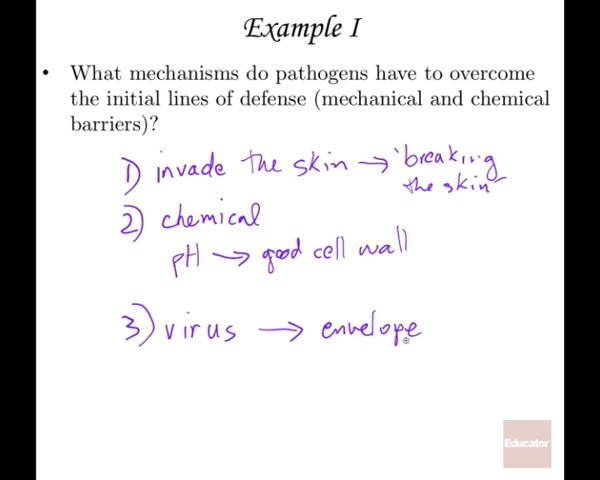 Example I
• What mechanisms do pathogens have to overcome
the initial lines of defense (mechanical and chemical
barriers)?
1) invade the skin → "breaking
the skin"
2) chemical
pH → good cell wall
3) virus → envelope
Educator